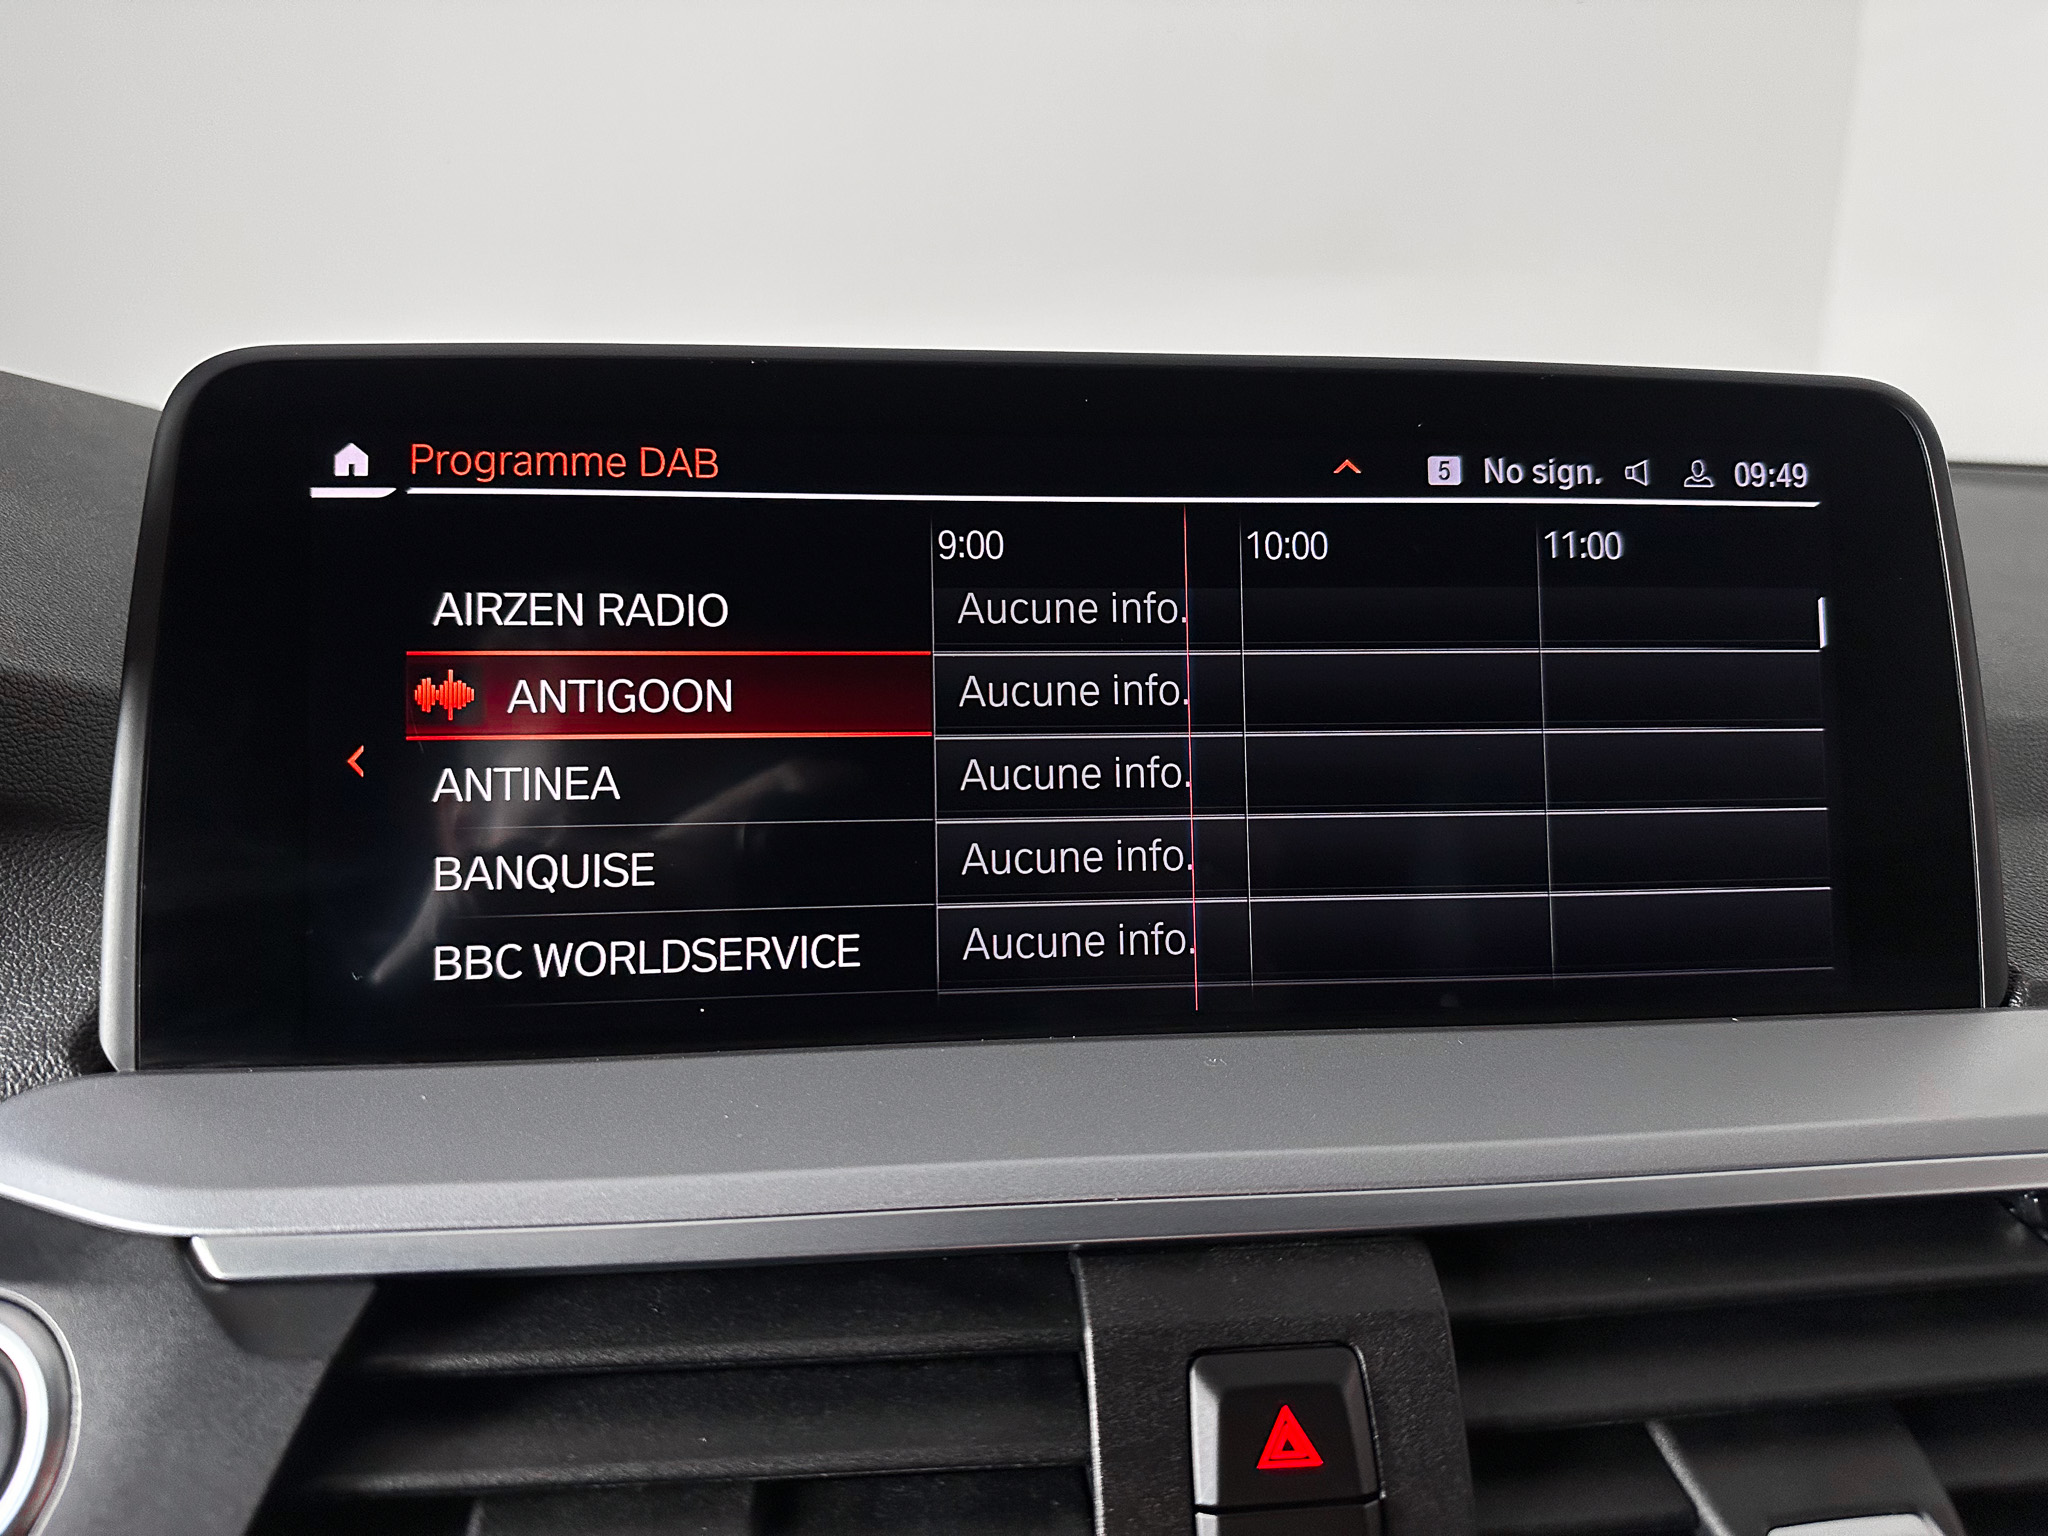 Programme DAB
5 No sign. 09:49
9:00 10:00 11:00
AIRZEN RADIO Aucune info.
ANTIGOON Aucune info.
ANTINEA Aucune info.
BANQUISE Aucune info.
BBC WORLDSERVICE Aucune info.